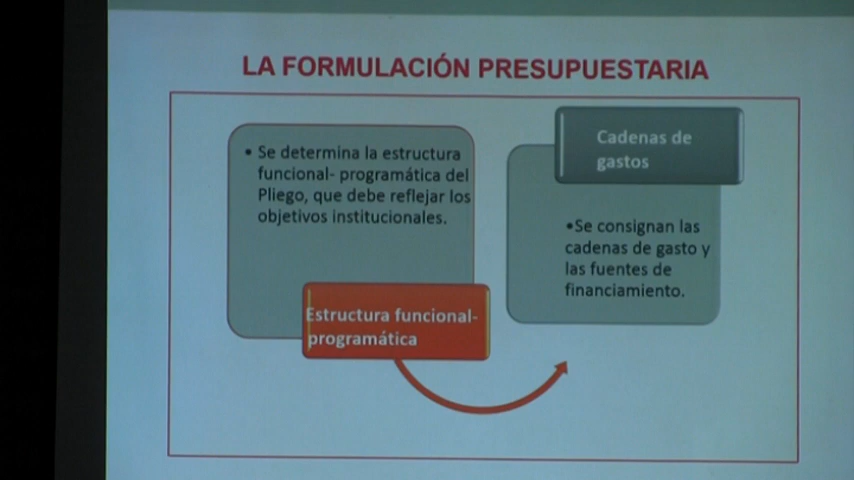 LA FORMULACIÓN PRESUPUESTARIA
• Se determina la estructura
funcional- programática del
Pliego, que debe reflejar los
objetivos institucionales.
Estructura funcional-
programática
Cadenas de
gastos
•Se consignan las
cadenas de gasto y
las fuentes de
financiamiento.